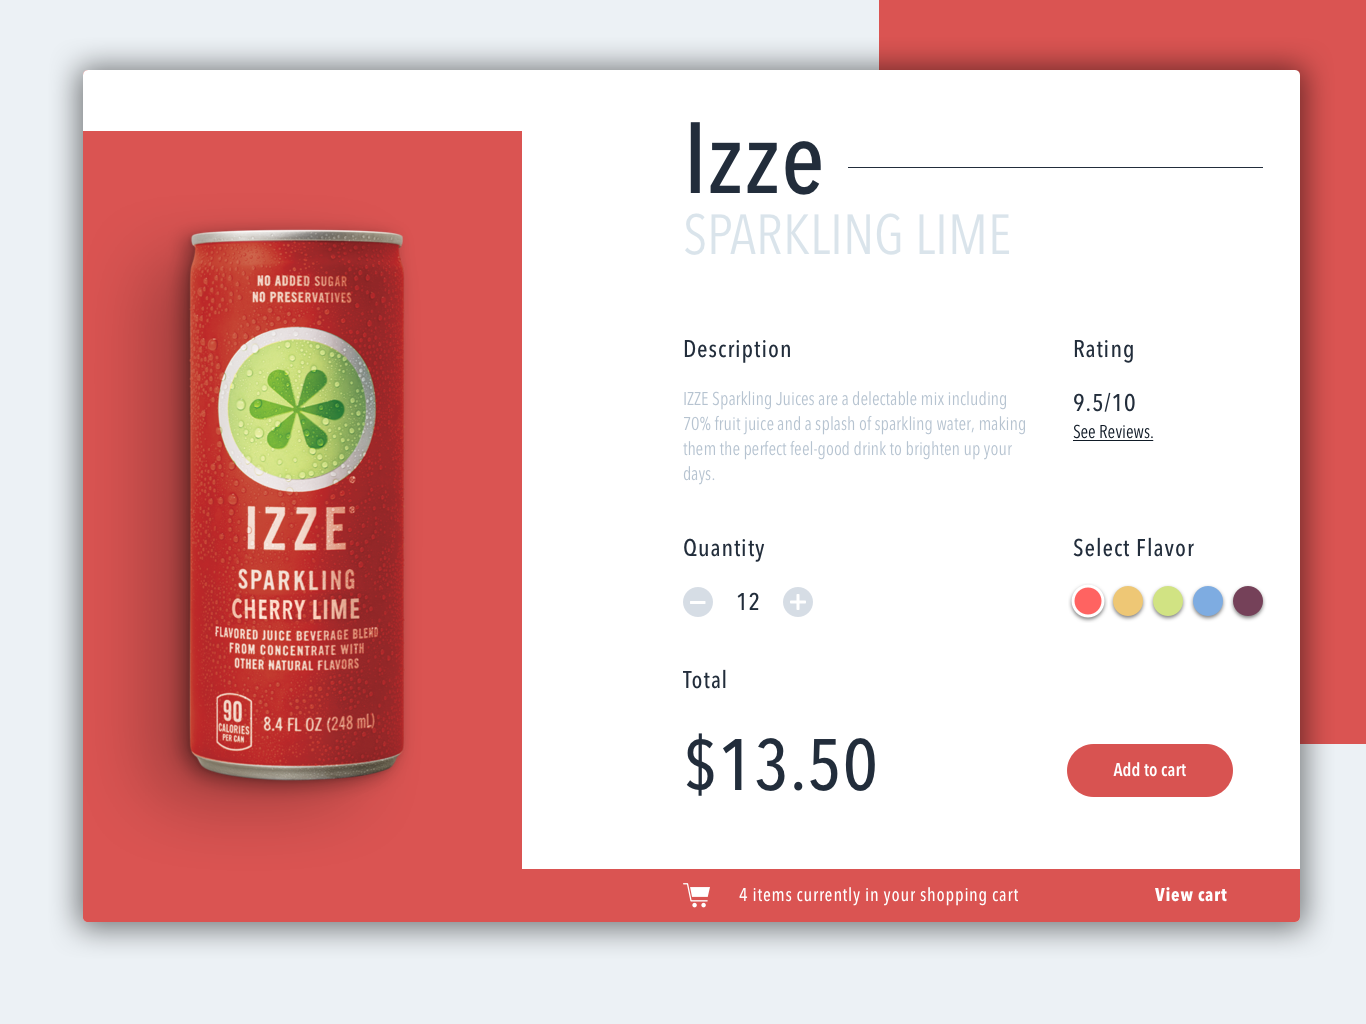 Izze
SPARKLING LIME
NO ADDED SUGAR
NO PRESERVATIVES
IZZE®
SPARKLING
CHERRY LIME
FLAVORED JUICE BEVERAGE BLEND
FROM CONCENTRATE WITH
OTHER NATURAL FLAVORS
90
CALORIES
PER CAN
8.4 FL OZ (248 mL)
Description
IZZE Sparkling Juices are a delectable mix including
70% fruit juice and a splash of sparkling water, making
them the perfect feel-good drink to brighten up your
days.
Rating
9.5/10
See Reviews.
Quantity
12
Select Flavor
Total
$13.50
Add to cart
4 items currently in your shopping cart
View cart